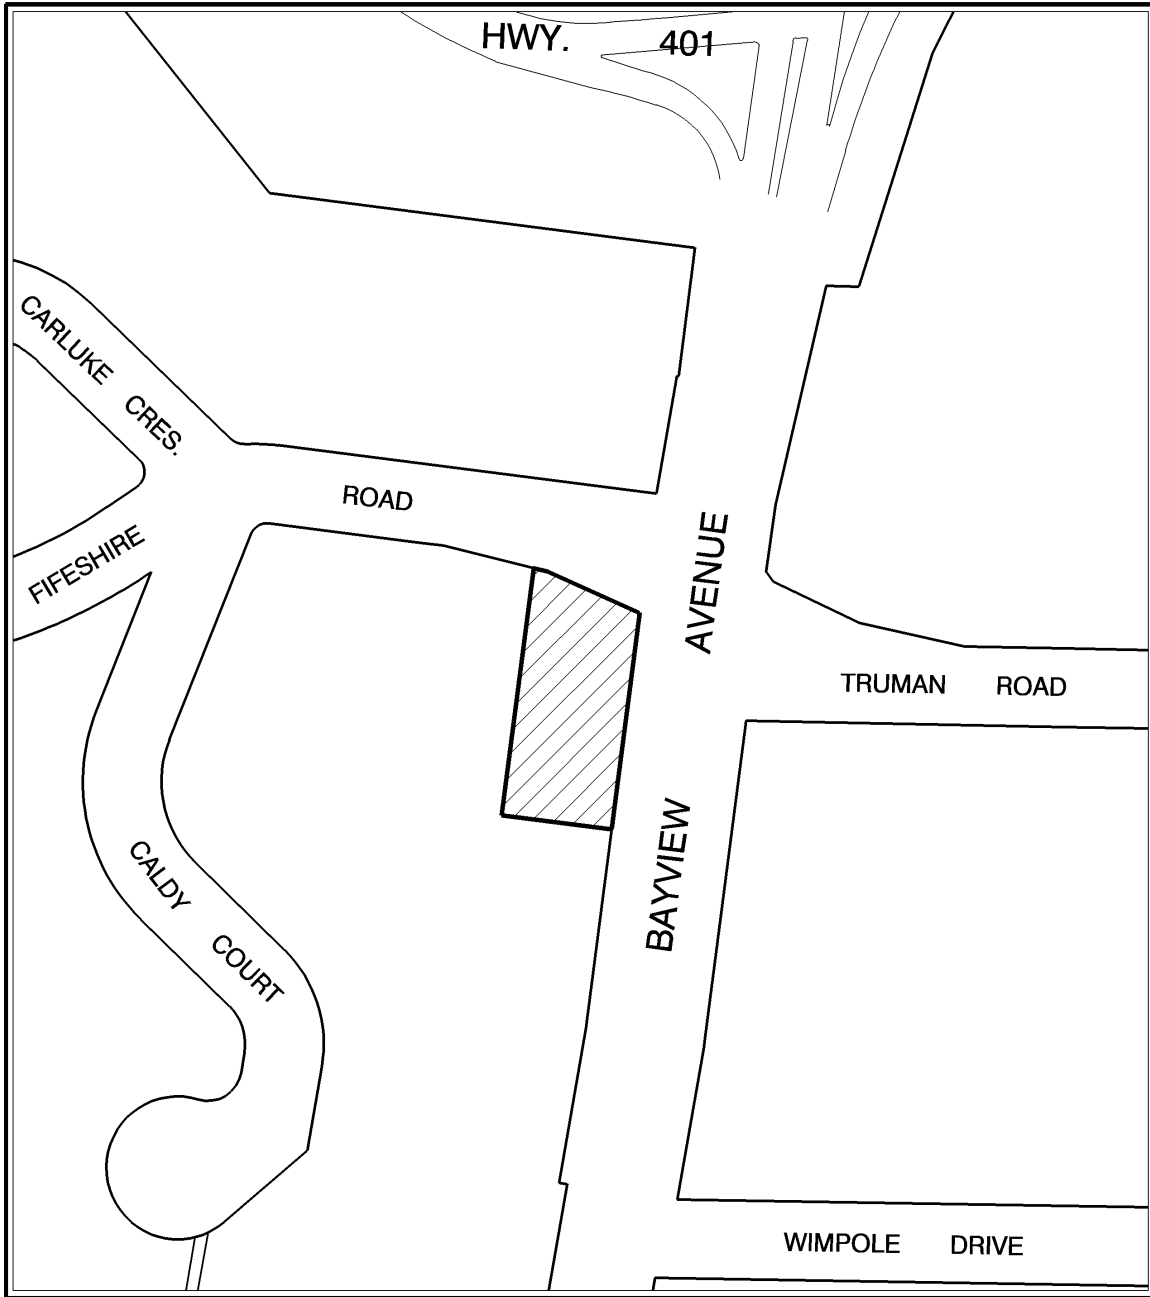 HWY. 401
CARLUKE CRES.
FIFESHIRE ROAD
BAYVIEW AVENUE
TRUMAN ROAD
CALDY COURT
WIMPOLE DRIVE